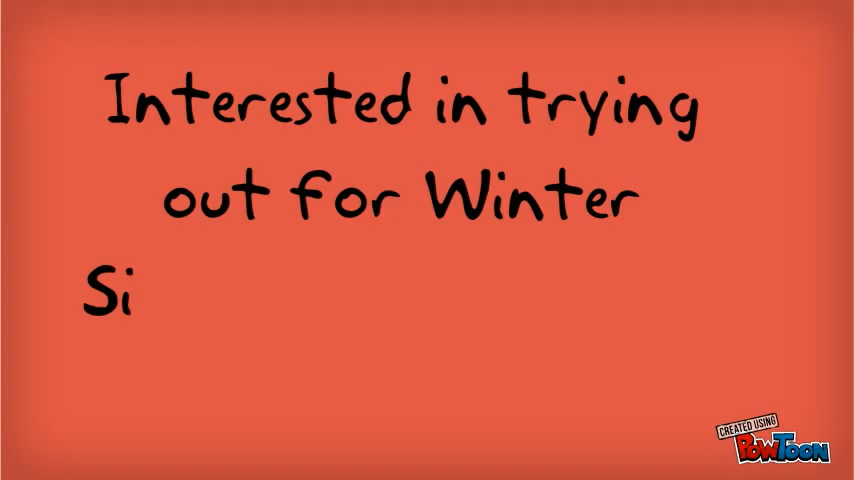 Interested in trying
out for Winter
Si
CREATED USING
POWTOON